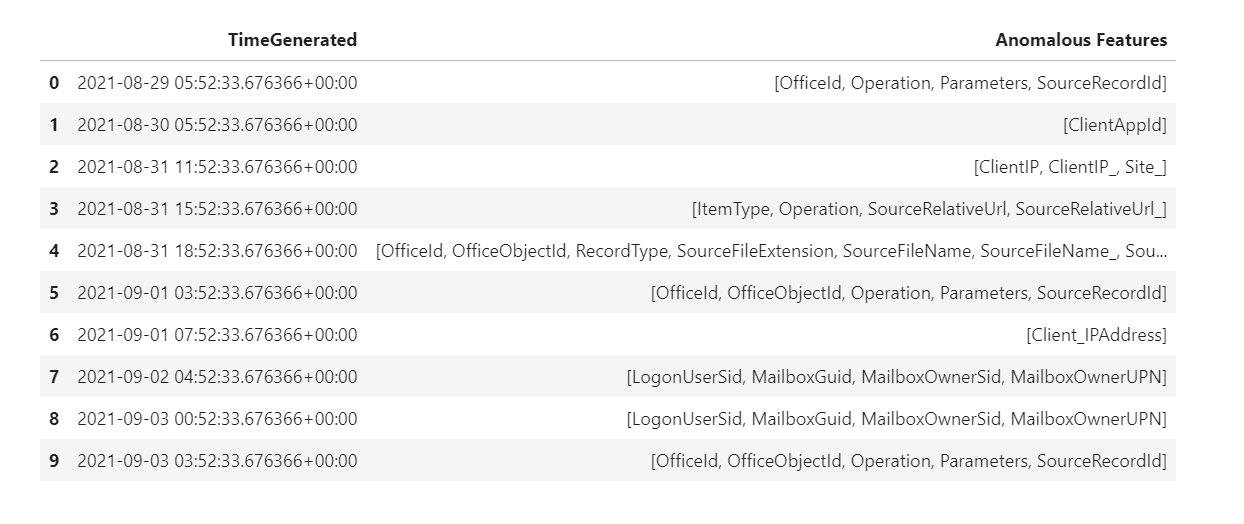 TimeGenerated Anomalous Features
0 2021-08-29 05:52:33.676366+00:00 [OfficeId, Operation, Parameters, SourceRecordId]
1 2021-08-30 05:52:33.676366+00:00 [ClientAppId]
2 2021-08-31 11:52:33.676366+00:00 [ClientIP, ClientIP_, Site_]
3 2021-08-31 15:52:33.676366+00:00 [ItemType, Operation, SourceRelativeUrl, SourceRelativeUrl_]
4 2021-08-31 18:52:33.676366+00:00 [OfficeId, OfficeObjectId, RecordType, SourceFileExtension, SourceFileName, SourceFileName_, Sou...
5 2021-09-01 03:52:33.676366+00:00 [OfficeId, OfficeObjectId, Operation, Parameters, SourceRecordId]
6 2021-09-01 07:52:33.676366+00:00 [Client_IPAddress]
7 2021-09-02 04:52:33.676366+00:00 [LogonUserSid, MailboxGuid, MailboxOwnerSid, MailboxOwnerUPN]
8 2021-09-03 00:52:33.676366+00:00 [LogonUserSid, MailboxGuid, MailboxOwnerSid, MailboxOwnerUPN]
9 2021-09-03 03:52:33.676366+00:00 [OfficeId, OfficeObjectId, Operation, Parameters, SourceRecordId]